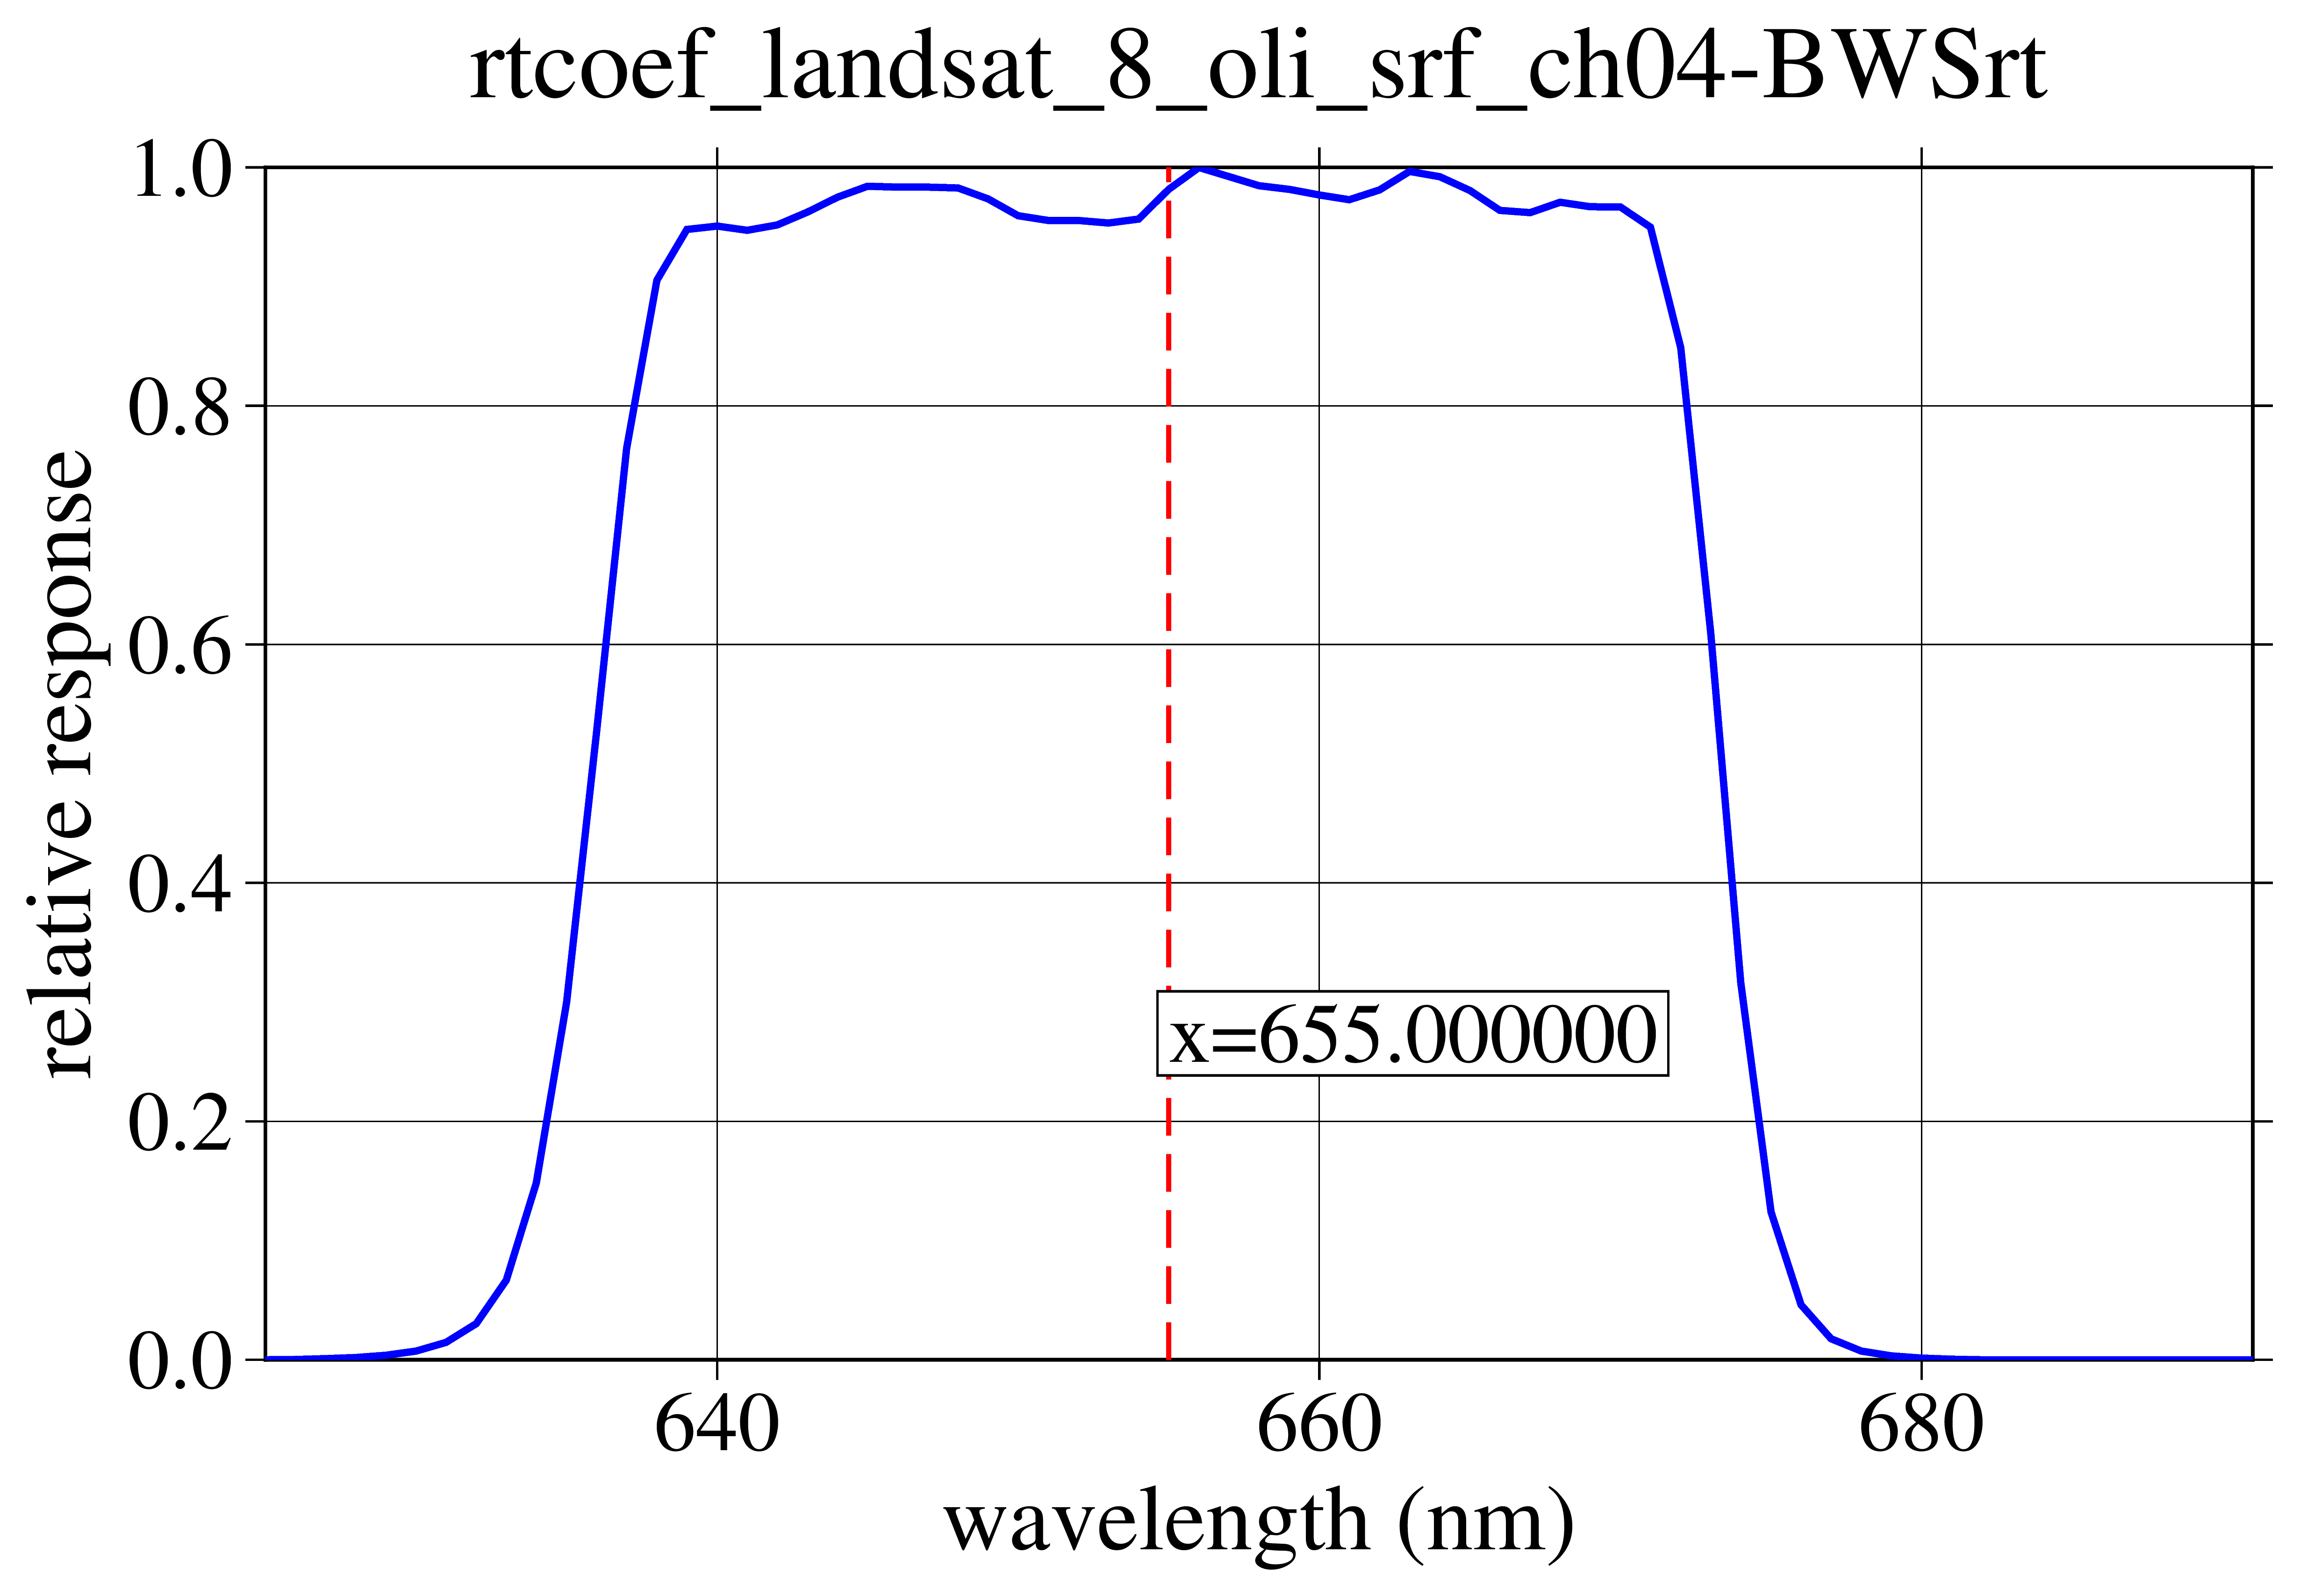 rtcoef_landsat_8_oli_srf_ch04-BWSrt
1.0
0.8
0.6
0.4
0.2
0.0
relative response
x=655.000000
640 660 680
wavelength (nm)